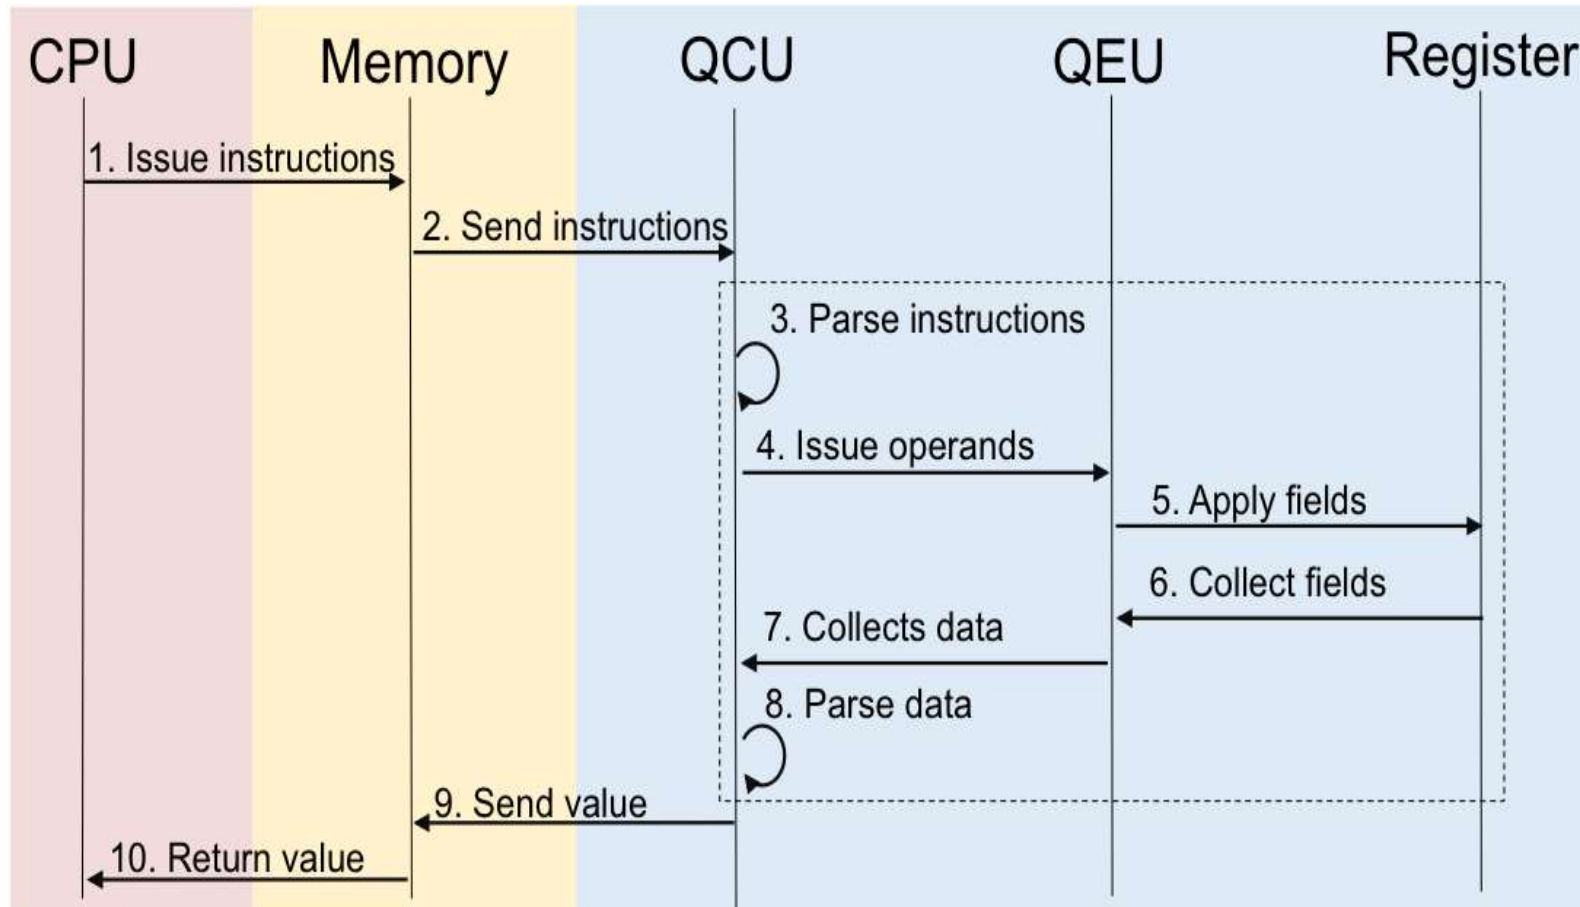 CPU
Memory
QCU
QEU
Register
1. Issue instructions
2. Send instructions
3. Parse instructions
4. Issue operands
5. Apply fields
6. Collect fields
7. Collects data
8. Parse data
9. Send value
10. Return value